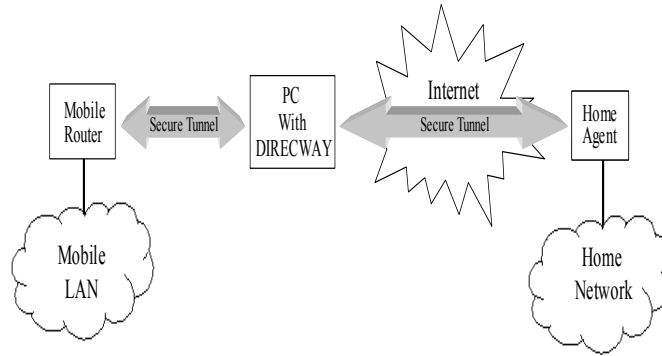 Mobile
Router
Secure Tunnel
PC
With
DIRECWAY
Internet
Secure Tunnel
Home
Agent
Mobile
LAN
Home
Network